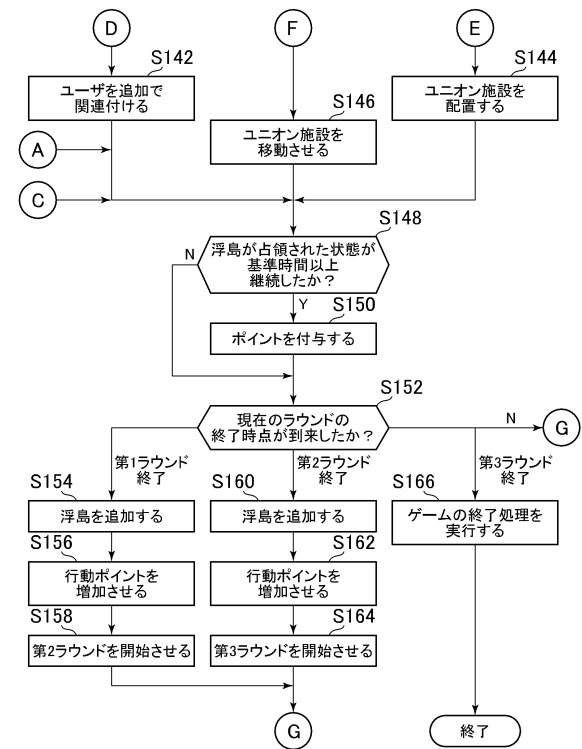 D
F
E
S142
ユーザを追加で
関連付ける
S144
ユニオン施設を
配置する
S146
ユニオン施設を
移動させる
A
C
S148
浮島が占領された状態が
基準時間以上
継続したか？
N
Y
S150
ポイントを付与する
S152
現在のラウンドの
終了時点が到来したか？
N
G
第1ラウンド
終了
第2ラウンド
終了
第3ラウンド
終了
S154
浮島を追加する
S160
浮島を追加する
S166
ゲームの終了処理を
実行する
S156
行動ポイントを
増加させる
S162
行動ポイントを
増加させる
S158
第2ラウンドを開始させる
S164
第3ラウンドを開始させる
G
終了